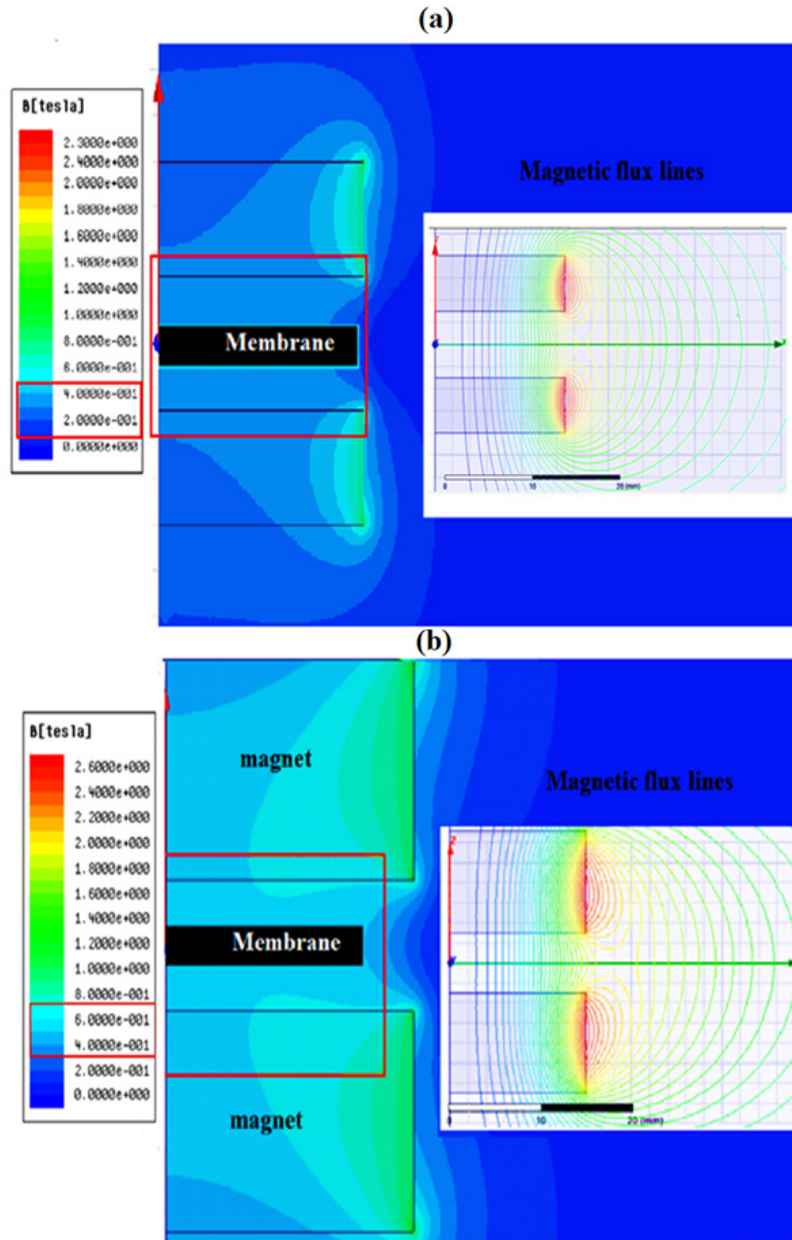 (a)
B[tesla]
2.3000e+000
2.4000e+000
2.0000e+000
1.8000e+000
1.6000e+000
1.4000e+000
1.2000e+000
1.0000e+000
8.0000e-001
6.0000e-001
4.0000e-001
2.0000e-001
0.0000e+000
Magnetic flux lines
Membrane
0 10 20 (mm)
(b)
B[tesla]
2.6000e+000
2.4000e+000
2.2000e+000
2.0000e+000
1.8000e+000
1.6000e+000
1.4000e+000
1.2000e+000
1.0000e+000
8.0000e-001
6.0000e-001
4.0000e-001
2.0000e-001
0.0000e+000
magnet
Magnetic flux lines
Membrane
magnet
Z
0 10 20 (mm)